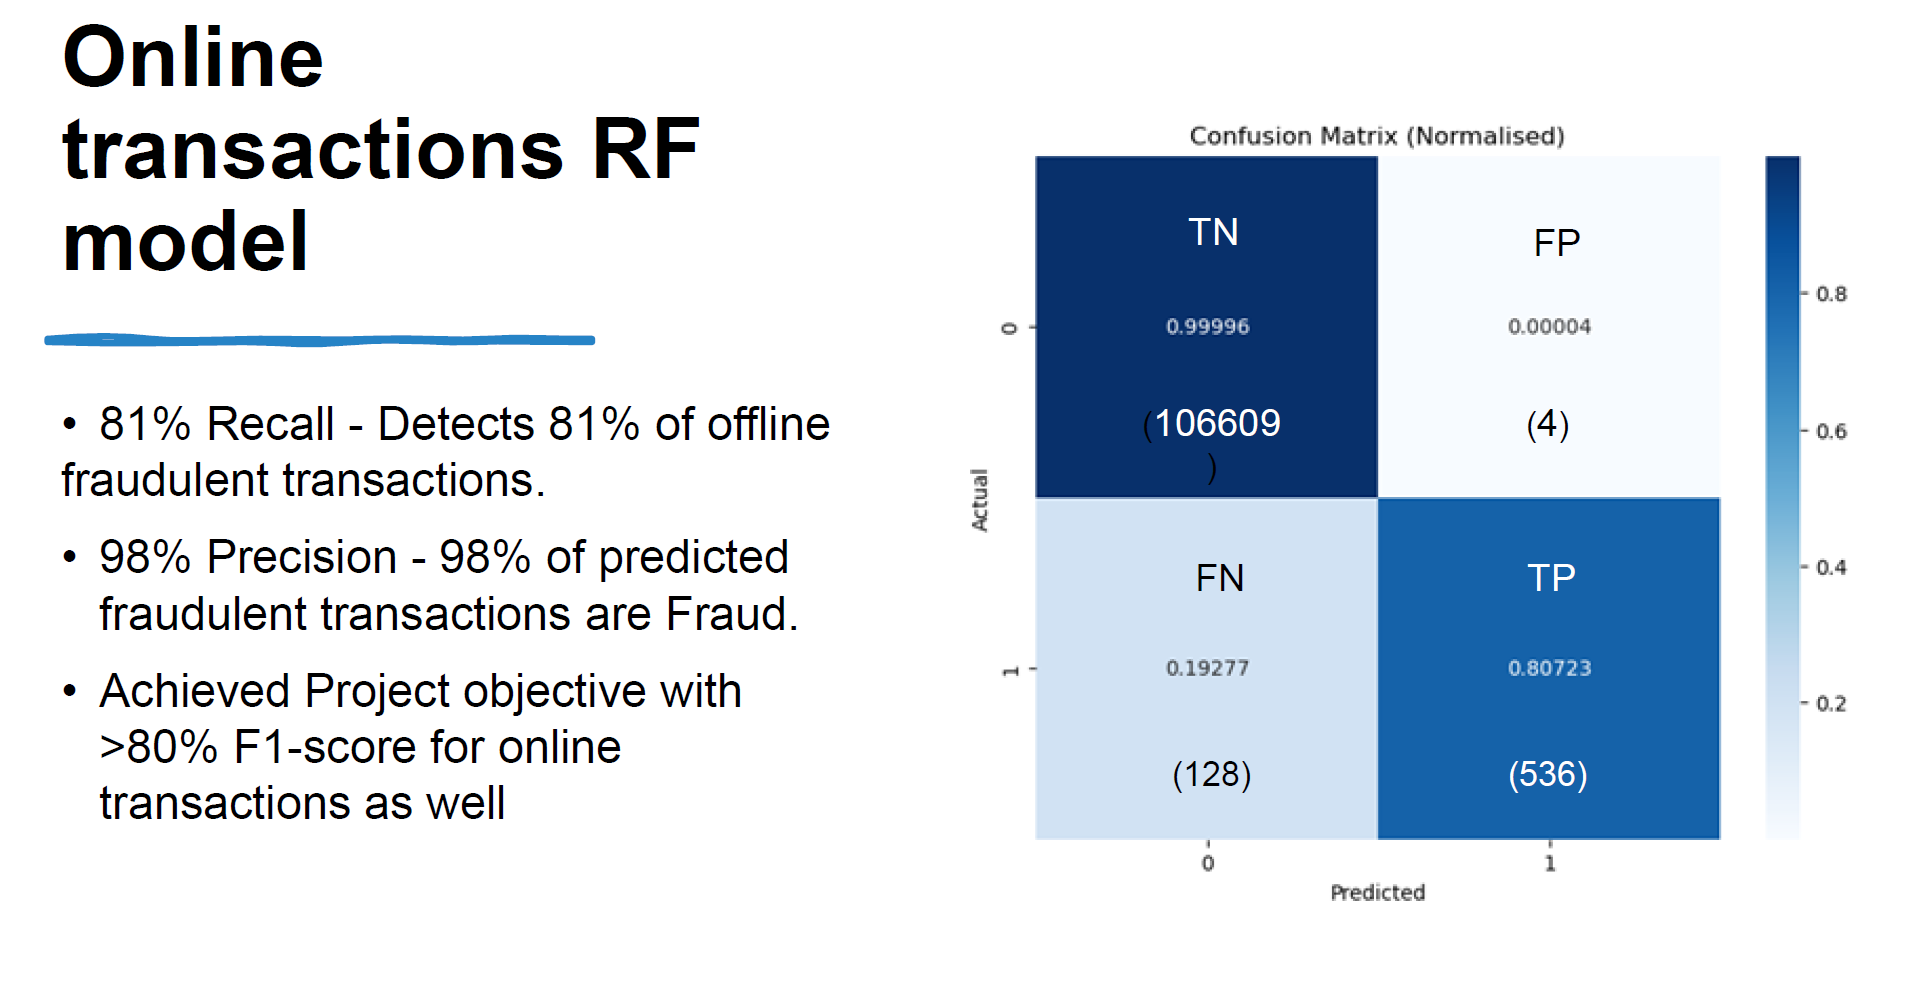 Online
transactions RF
model
• 81% Recall - Detects 81% of offline
fraudulent transactions.
• 98% Precision - 98% of predicted
fraudulent transactions are Fraud.
• Achieved Project objective with
>80% F1-score for online
transactions as well
Confusion Matrix (Normalised)
TN
FP
0.99996
0.00004
(106609
)
(4)
FN
TP
0.19277
0.80723
(128)
(536)
Actual
0
1
0
1
Predicted
0.8
0.6
0.4
0.2